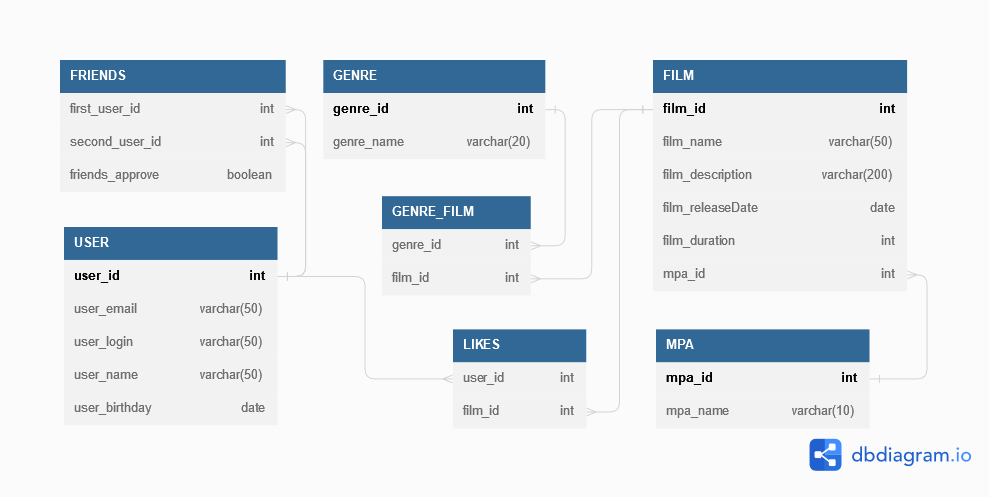 FRIENDS
first_user_id int
second_user_id int
friends_approve boolean
GENRE
genre_id int
genre_name varchar(20)
FILM
film_id int
film_name varchar(50)
film_description varchar(200)
film_releaseDate date
film_duration int
mpa_id int
GENRE_FILM
genre_id int
film_id int
USER
user_id int
user_email varchar(50)
user_login varchar(50)
user_name varchar(50)
user_birthday date
LIKES
user_id int
film_id int
MPA
mpa_id int
mpa_name varchar(10)
dbdiagram.io